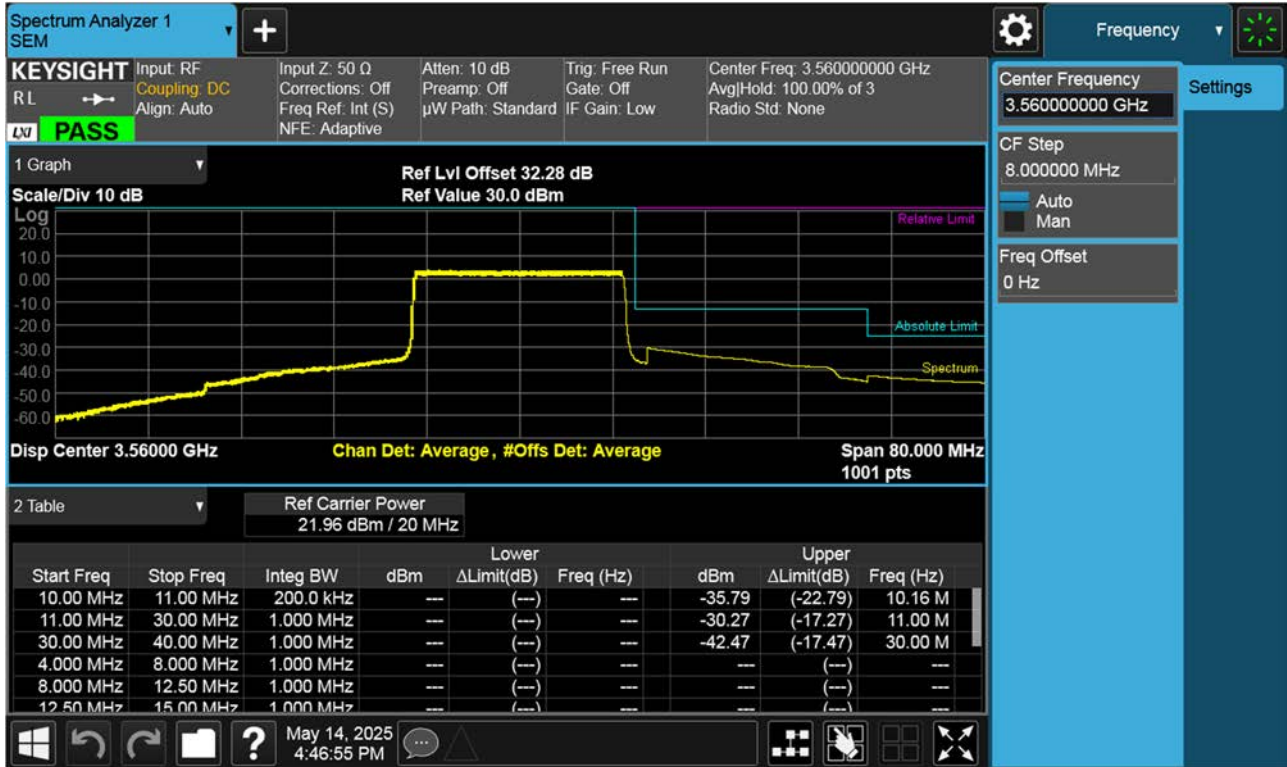 Spectrum Analyzer 1
SEM
Frequency
KEYSIGHT
R L
LXI
PASS
Input: RF
Coupling: DC
Align: Auto
Input Z: 50 Ω
Corrections: Off
Freq Ref: Int (S)
NFE: Adaptive
Atten: 10 dB
Preamp: Off
µW Path: Standard
Trig: Free Run
Gate: Off
IF Gain: Low
Center Freq: 3.560000000 GHz
Avg|Hold: 100.00% of 3
Radio Std: None
Center Frequency
3.560000000 GHz
Settings
CF Step
8.000000 MHz
Auto
Man
Freq Offset
0 Hz
1 Graph
Scale/Div 10 dB
Ref Lvl Offset 32.28 dB
Ref Value 30.0 dBm
Log
20.0
10.0
0.00
-10.0
-20.0
-30.0
-40.0
-50.0
-60.0
Relative Limit
Absolute Limit
Spectrum
Disp Center 3.56000 GHz
Chan Det: Average, #Offs Det: Average
Span 80.000 MHz
1001 pts
2 Table
Ref Carrier Power
21.96 dBm / 20 MHz
Lower Upper
Start Freq Stop Freq Integ BW dBm ΔLimit(dB) Freq (Hz) dBm ΔLimit(dB) Freq (Hz)
10.00 MHz 11.00 MHz 200.0 kHz --- (---) --- -35.79 (-22.79) 10.16 M
11.00 MHz 30.00 MHz 1.000 MHz --- (---) --- -30.27 (-17.27) 11.00 M
30.00 MHz 40.00 MHz 1.000 MHz --- (---) --- -42.47 (-17.47) 30.00 M
4.000 MHz 8.000 MHz 1.000 MHz --- (---) --- --- (---) ---
8.000 MHz 12.50 MHz 1.000 MHz --- (---) --- --- (---) ---
12.50 MHz 15.00 MHz 1.000 MHz --- (---) --- --- (---) ---
May 14, 2025
4:46:55 PM